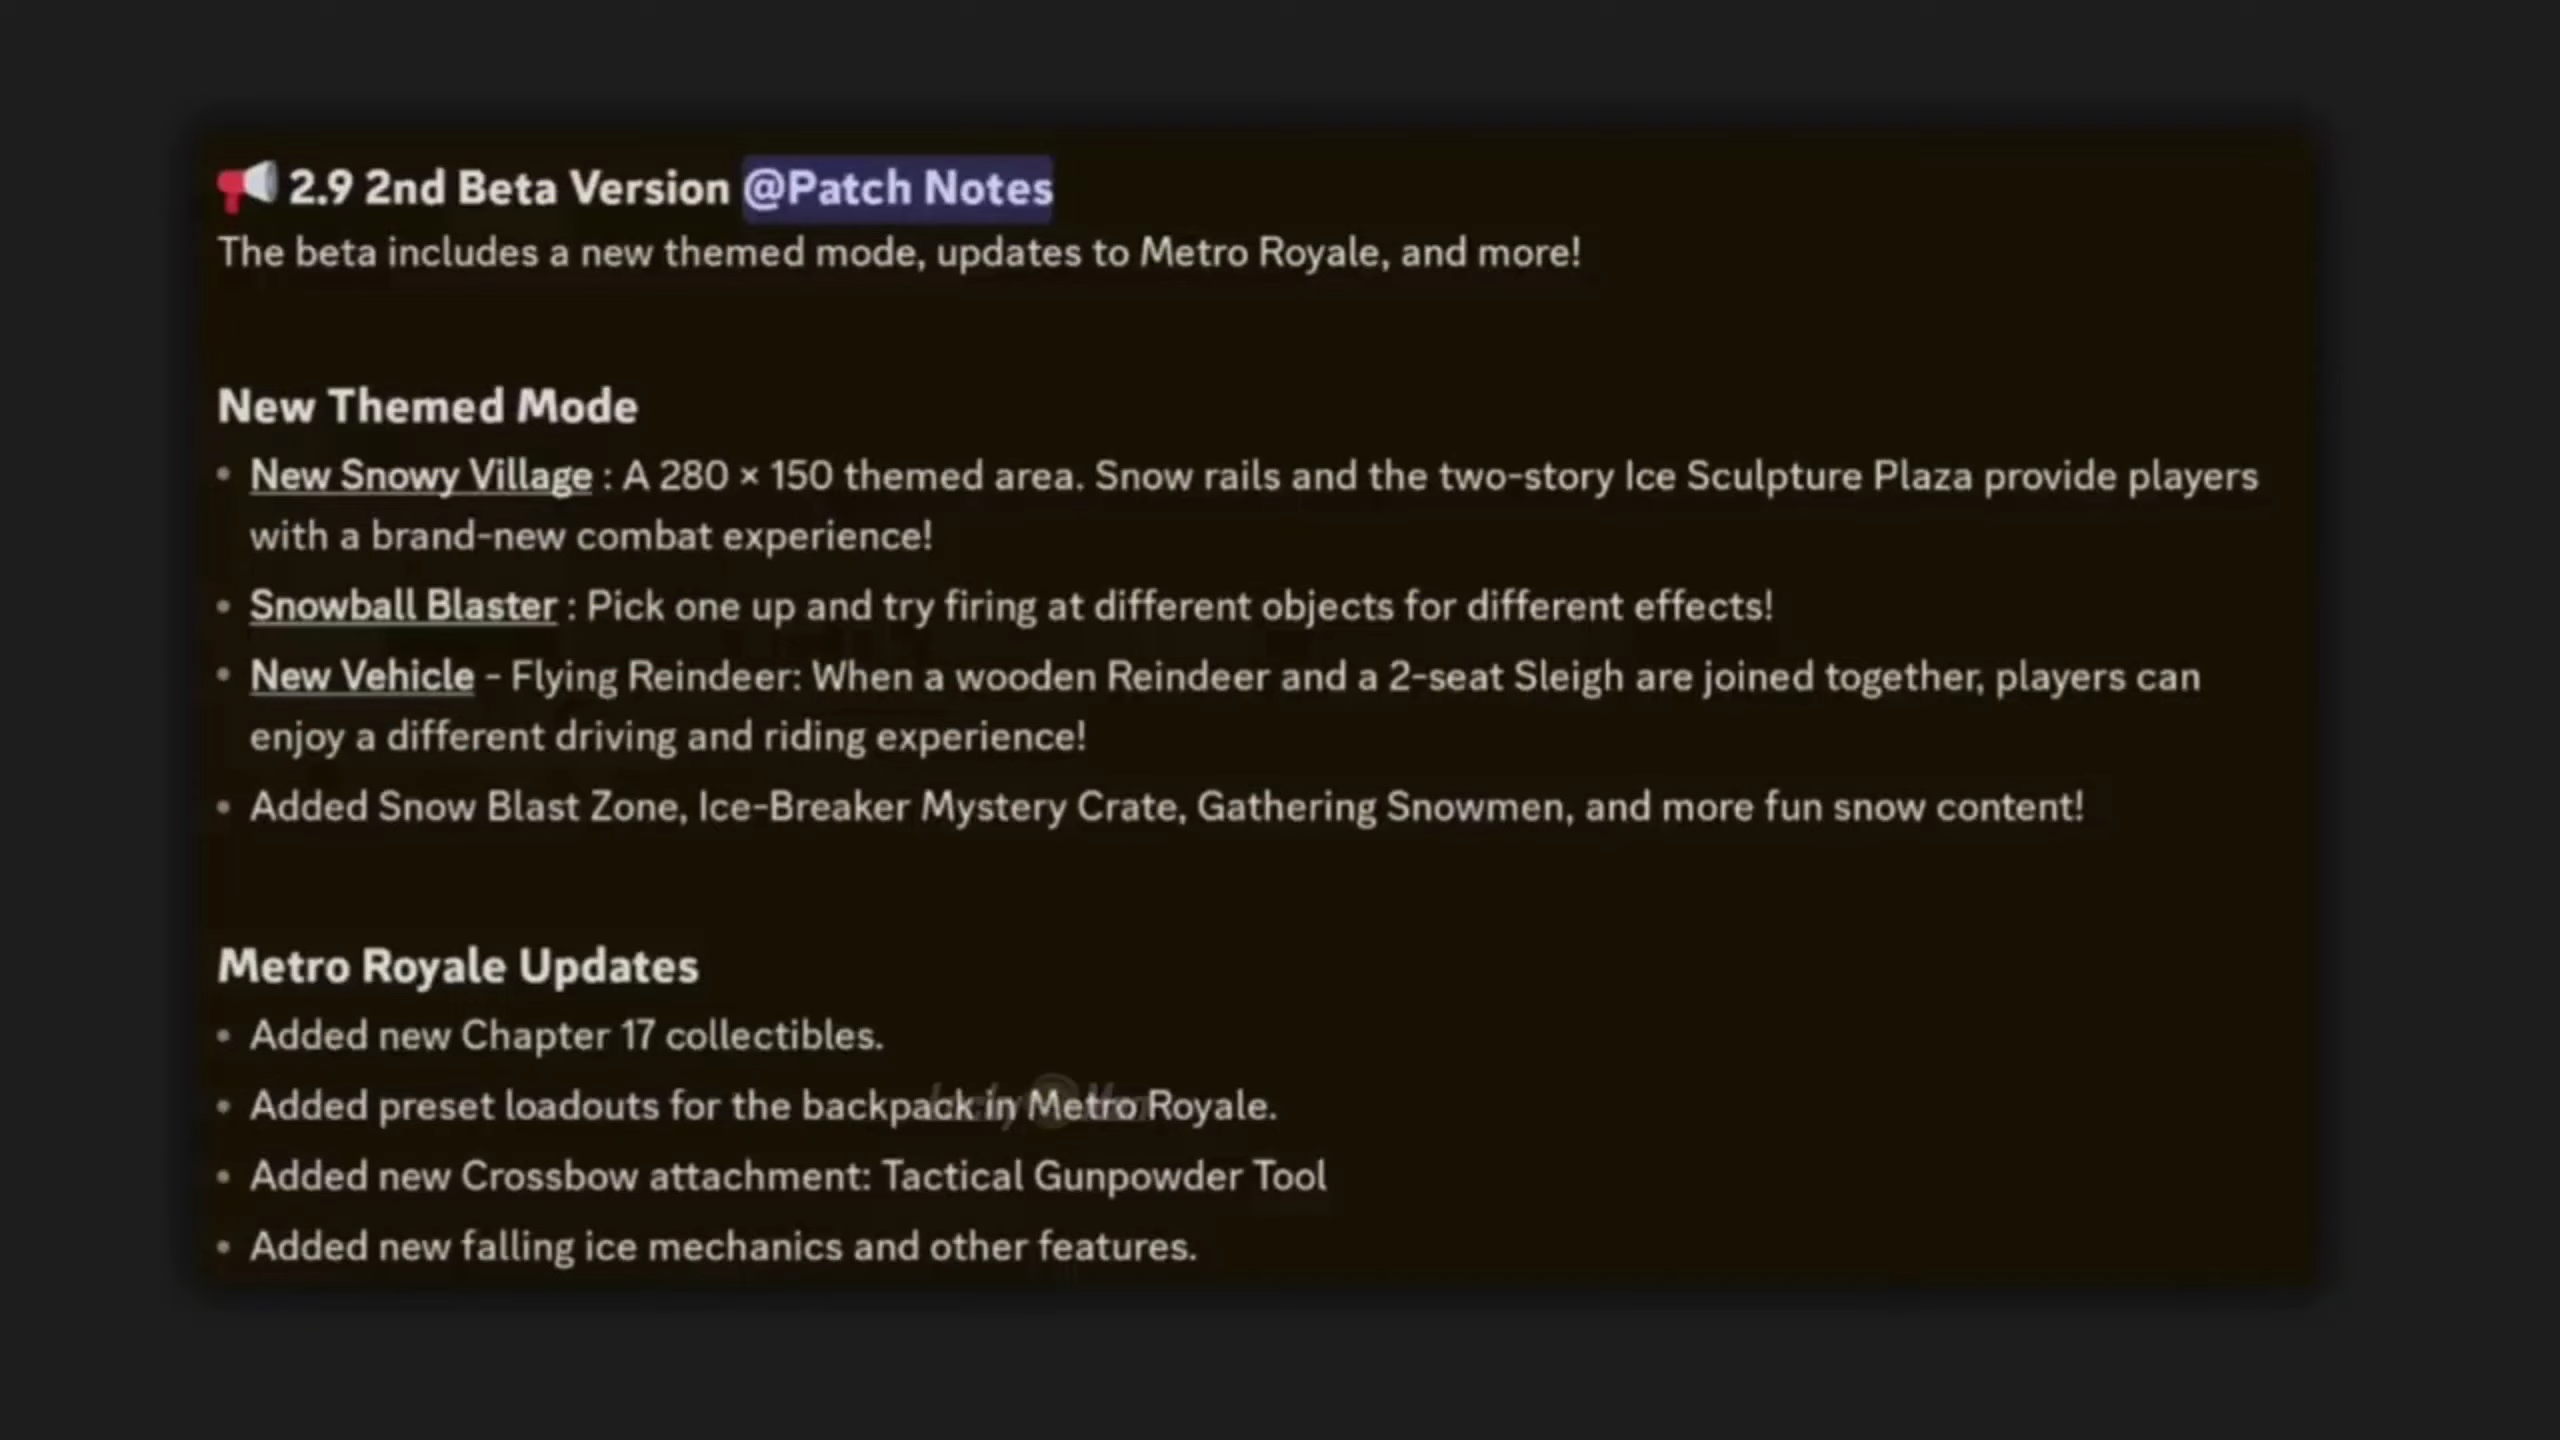 📢 2.9 2nd Beta Version @Patch Notes
The beta includes a new themed mode, updates to Metro Royale, and more!
New Themed Mode
• New Snowy Village : A 280 × 150 themed area. Snow rails and the two-story Ice Sculpture Plaza provide players
with a brand-new combat experience!
• Snowball Blaster : Pick one up and try firing at different objects for different effects!
• New Vehicle - Flying Reindeer: When a wooden Reindeer and a 2-seat Sleigh are joined together, players can
enjoy a different driving and riding experience!
• Added Snow Blast Zone, Ice-Breaker Mystery Crate, Gathering Snowmen, and more fun snow content!
Metro Royale Updates
• Added new Chapter 17 collectibles.
• Added preset loadouts for the backpack in Metro Royale.
• Added new Crossbow attachment: Tactical Gunpowder Tool
• Added new falling ice mechanics and other features.